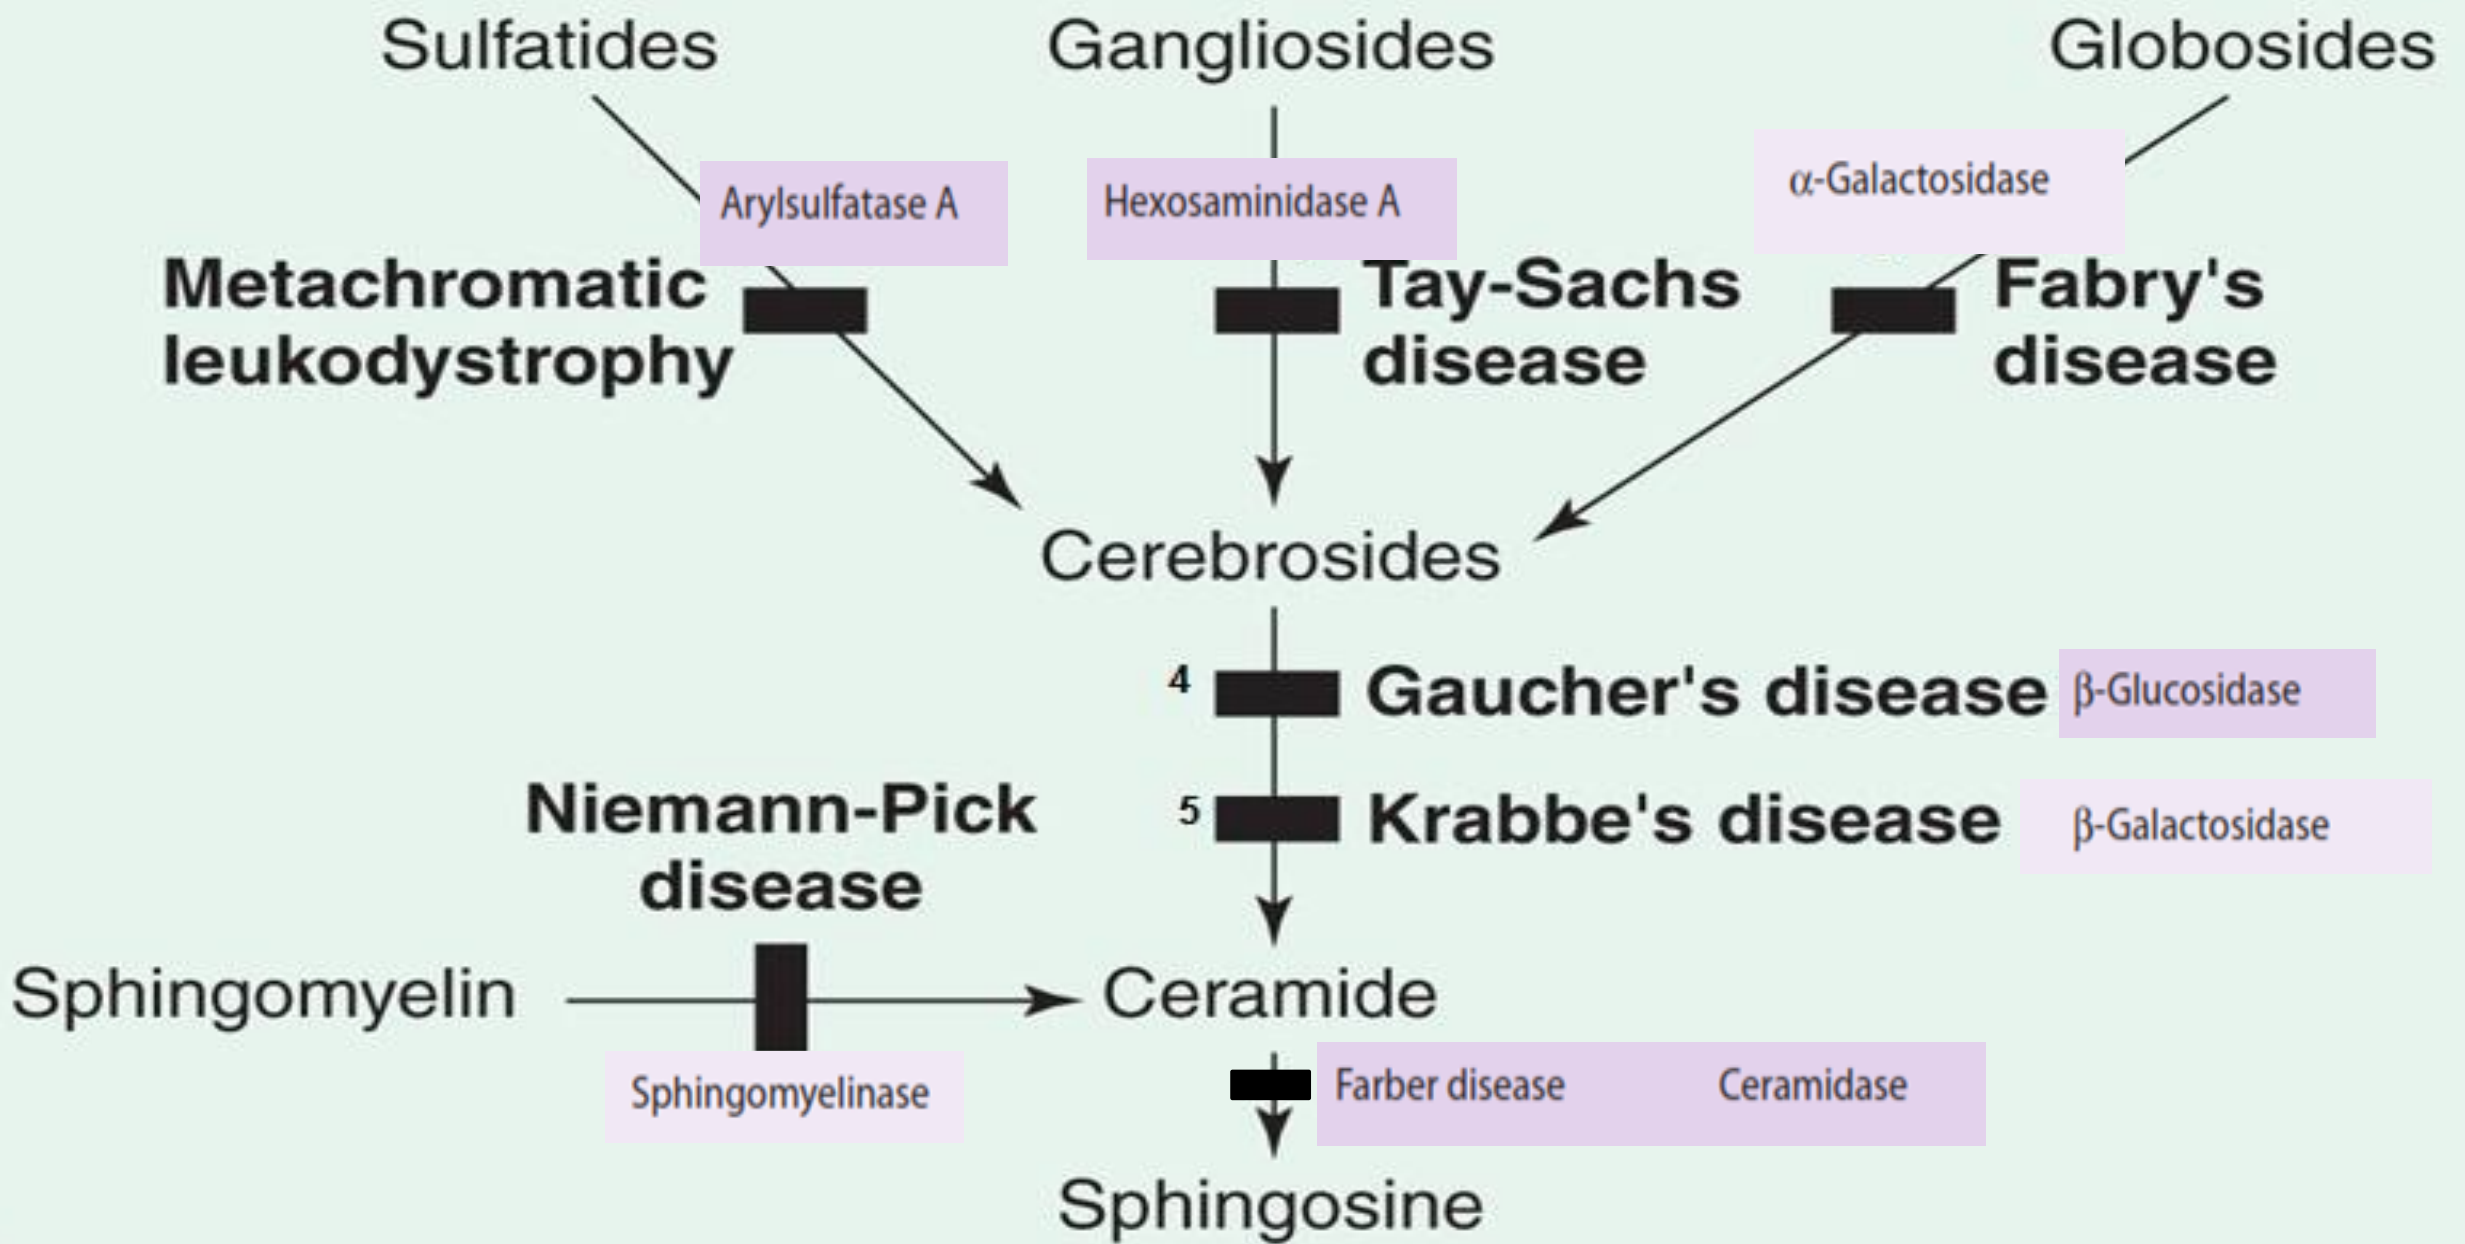 Sulfatides
Gangliosides
Globosides
Arylsulfatase A
Hexosaminidase A
α-Galactosidase
Metachromatic
leukodystrophy
Tay-Sachs
disease
Fabry's
disease
Cerebrosides
4
Gaucher's disease
β-Glucosidase
5
Krabbe's disease
β-Galactosidase
Niemann-Pick
disease
Sphingomyelin
Ceramide
Sphingomyelinase
Farber disease
Ceramidase
Sphingosine